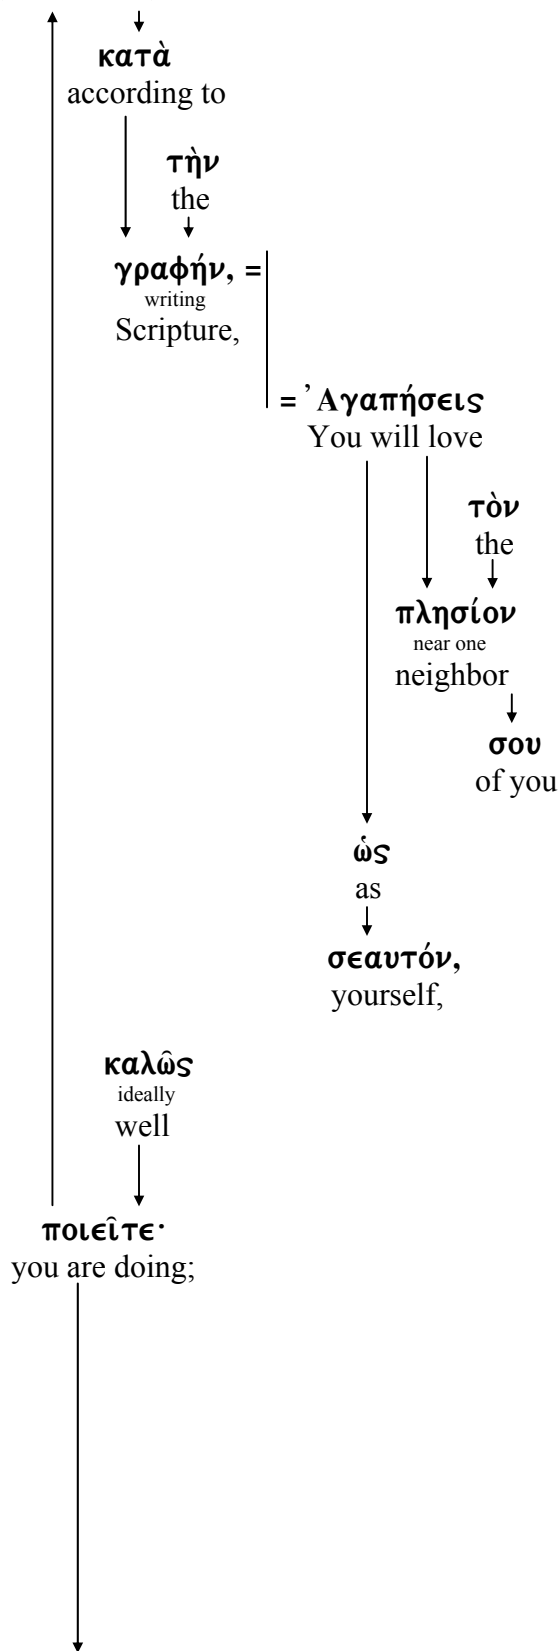 κατὰ
according to
τὴν
the
γραφήν, =
writing
Scripture,
= ᾿Αγαπήσεις
You will love
τὸν
the
πλησίον
near one
neighbor
σου
of you
ὡς
as
σεαυτόν,
yourself,
καλῶς
ideally
well
ποιεῖτε·
you are doing;